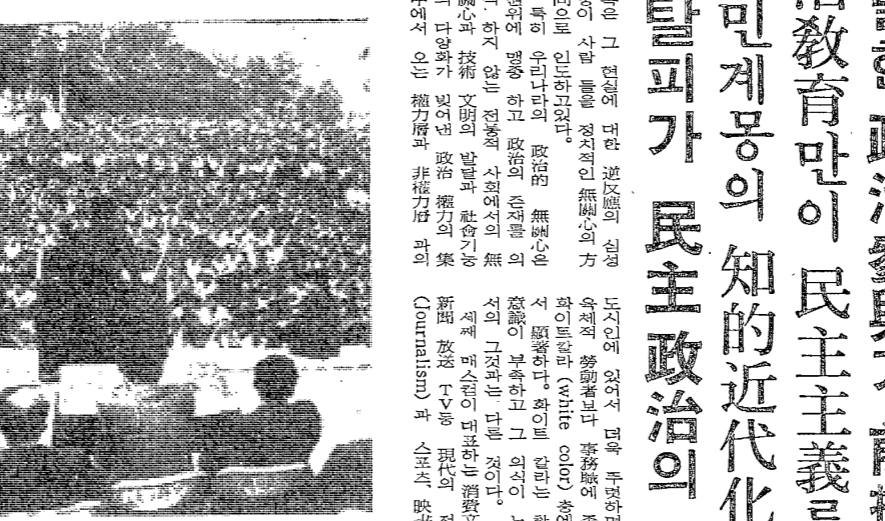 敎育만이 民主主義
민계몽의 知的近代化
탈피가 民主政治의
은 그 현실에 대한 逆反應의 심성
이 사람 들을 정치적인 無關心의 方
으로 인도하고있다.
특히 우리나라의 政治的 無關心은
위에 맹종 하고 政治의 존재를 의
하지 않는 전통적 사회에서의 無
關心과 技術 文明의 발달과 社會기능
의 다양화가 빚어낸 政治 權力의 集
에서 오는 權力層과 非權力層 과의
도시인에 있어서 더욱 뚜렷하며
육체적 勞動者보다 事務職에
화이트칼라 (white color) 층에
서 顯著하다. 화이트 칼라는
意識이 부족하고 그 의식이
서의 그것과는 다른 것이다.
세째 매스컴이 대표하는 消費文
新聞 放送 TV등 現代의
(Journalism) 과 스포츠, 映